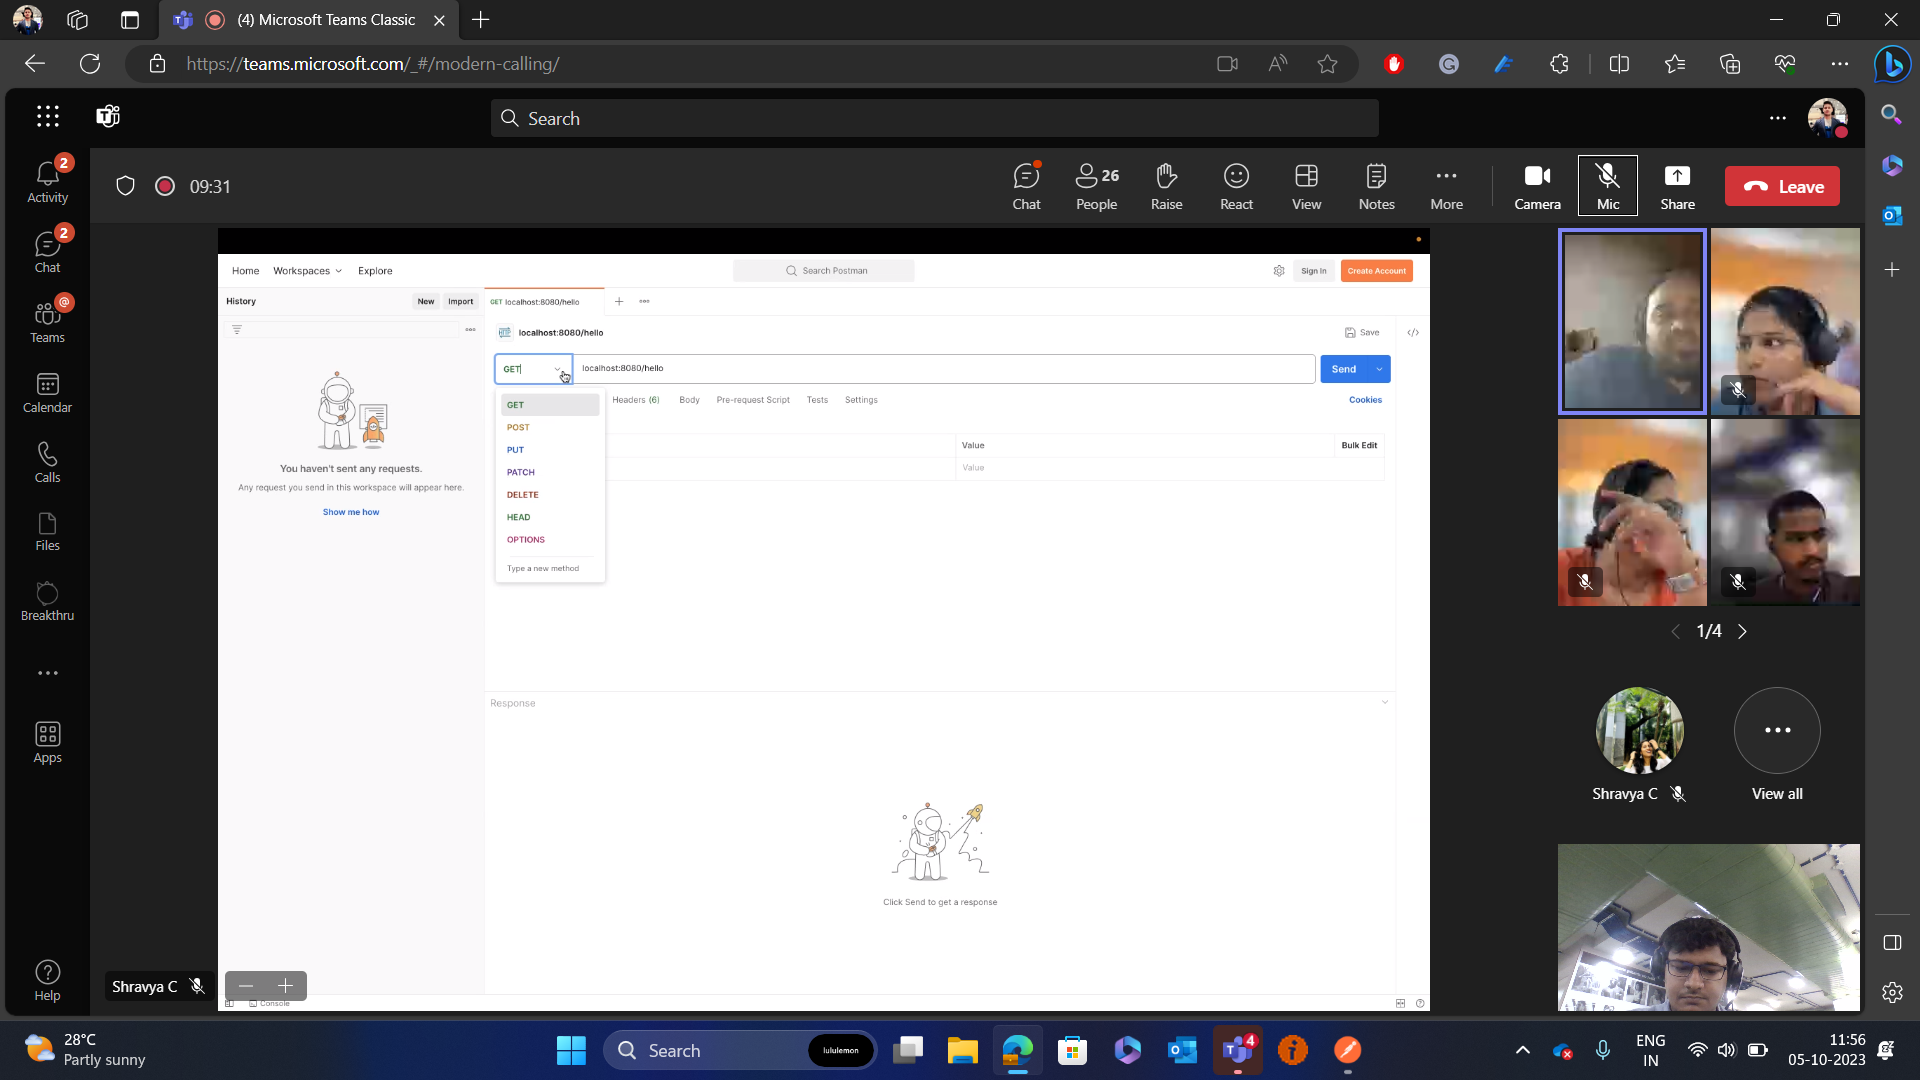 (4) Microsoft Teams Classic
https://teams.microsoft.com/_#/modern-calling/
Search
09:31
Chat
26
People
Raise
React
View
Notes
More
Camera
Mic
Share
Leave
2
Activity
2
Chat
@
Teams
Calendar
Calls
Files
Breakthru
Apps
Help
Home
Workspaces
Explore
Search Postman
Sign In
Create Account
History
New
Import
GET localhost:8080/hello
localhost:8080/hello
Save
</>
GET
localhost:8080/hello
Send
Headers (6)
Body
Pre-request Script
Tests
Settings
Cookies
GET
POST
PUT
PATCH
DELETE
HEAD
OPTIONS
Type a new method
Value
Bulk Edit
Value
You haven't sent any requests.
Any request you send in this workspace will appear here.
Show me how
Response
Click Send to get a response
Console
Shravya C
1/4
Shravya C
View all
28°C
Partly sunny
Search
lululemon
4
ENG
IN
11:56
05-10-2023